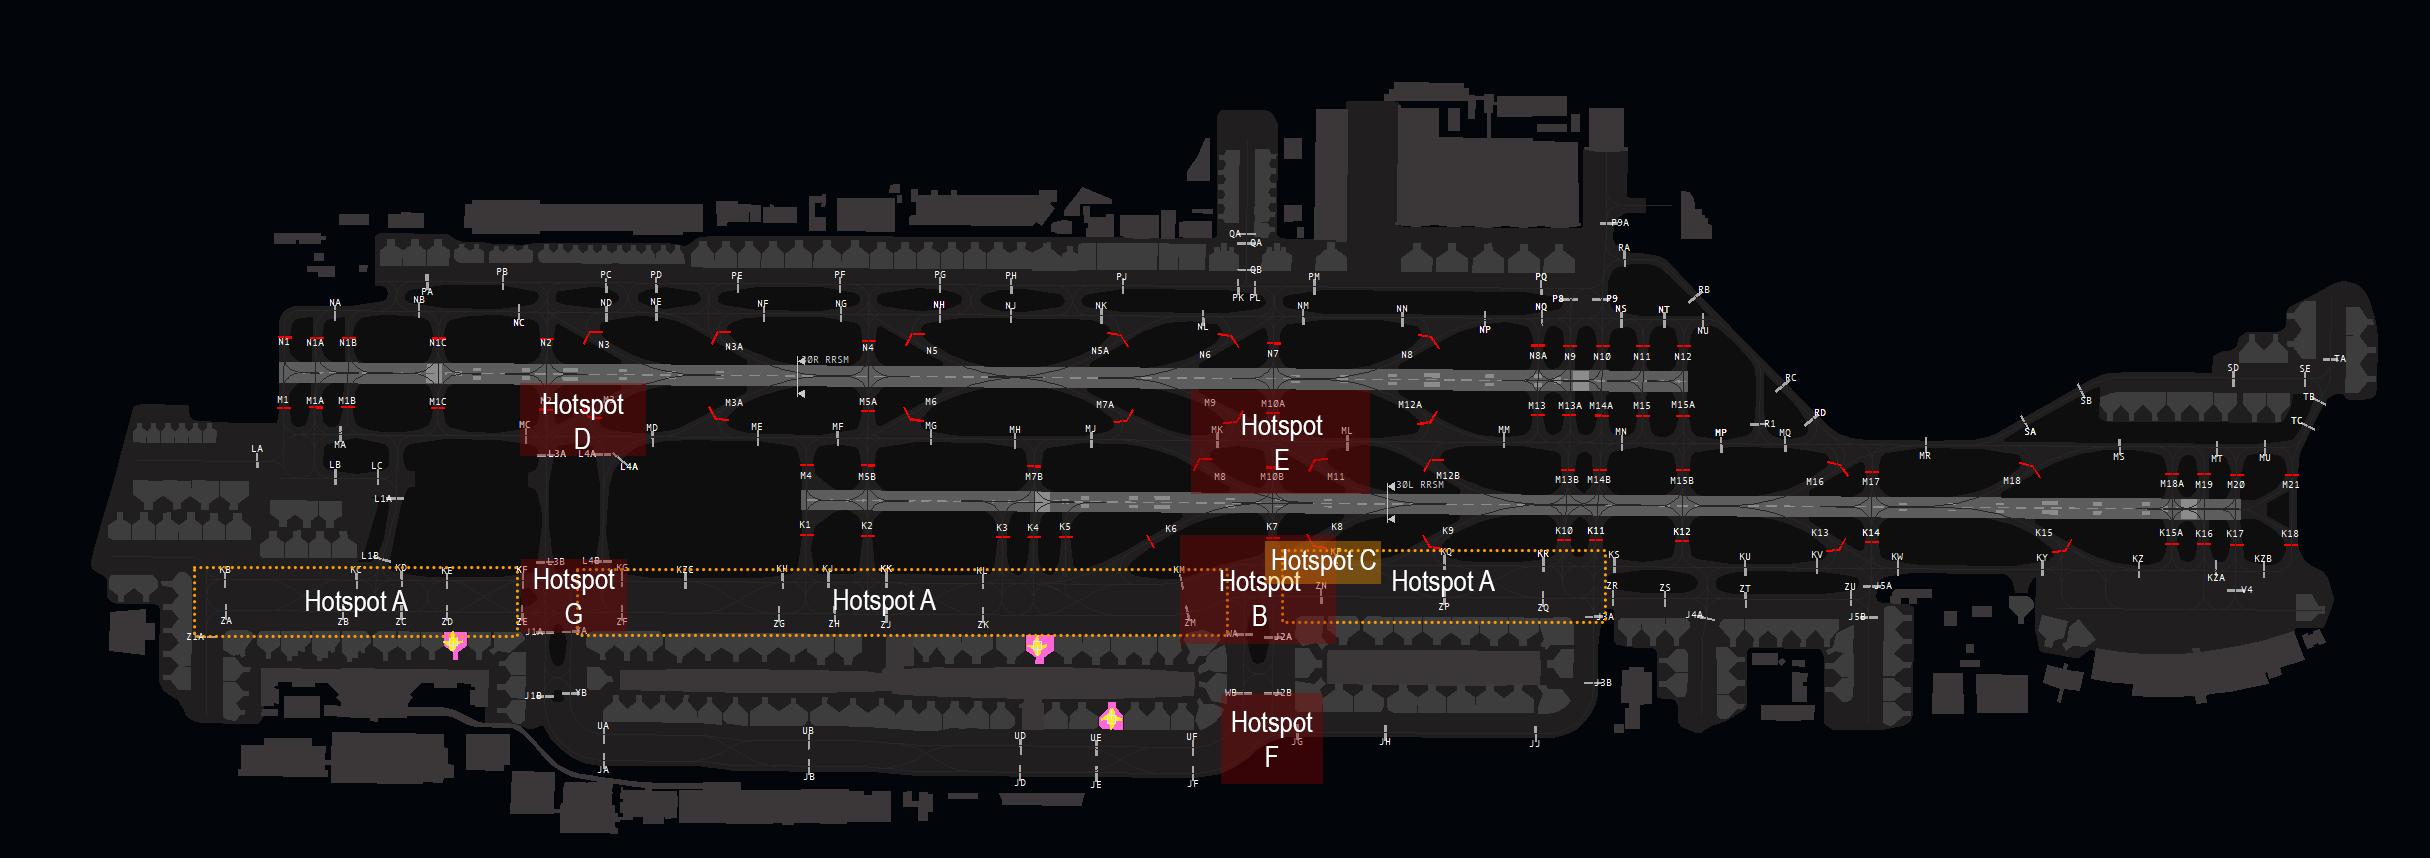 P9A
QA
QA
RA
QB
PB
PC
PD
PE
PF
PG
PH
PJ
PM
PQ
PA
NA
NB
ND
NE
NF
NG
NH
NJ
NK
PK PL
NM
NN
NQ
P8
P9
NS
NT
RB
NC
NL
NP
NU
N1
N1A
N1B
N1C
N2
N3
N3A
N4
N5
N5A
N6
N7
N8
N8A
N9
N10
N11
N12
30R RRSM
TA
SD
SE
RC
M1
M1A
M1B
M1C
Hotspot
D
M3A
M5A
M6
M7A
M9
M10A
M12A
M13
M13A
M14A
M15
M15A
SB
TB
RD
R1
TC
MC
MD
ME
MF
MG
MH
MJ
MK
Hotspot
E
ML
MM
MN
MP
MQ
SA
MA
LA
LB
LC
L3A
L4A
L4A
MR
MS
MT
MU
M4
M5B
M7B
M8
M10B
M11
M12B
M13B
M14B
M15B
M16
M17
M18
M18A
M19
M20
M21
30L RRSM
L1A
K1
K2
K3
K4
K5
K6
K7
K8
K9
K10
K11
K12
K13
K14
K15
K15A
K16
K17
K18
L1B
L3B
L4B
Hotspot C
KQ
KR
KS
KU
KV
KW
KY
KZ
KZB
KZA
KB
KC
KD
KE
KF
Hotspot
G
KG
KZC
KH
KJ
KK
KL
KM
Hotspot
B
Hotspot A
Hotspot A
Hotspot A
ZN
ZP
ZQ
ZR
ZS
ZT
ZU
J5A
V4
ZA
ZB
ZC
ZD
ZE
ZF
ZG
ZH
ZJ
ZK
ZM
J3A
J4A
J5B
Z1A
J1A
YA
WA
J2A
J1B
YB
WB
J2B
J3B
Hotspot
F
UA
UB
UD
UE
UF
JG
JH
JJ
JA
JB
JD
JE
JF